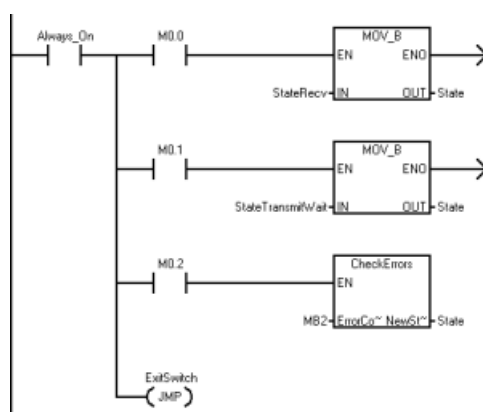 Always_On M0.0 MOV_B
EN ENO
StateRecv IN OUT State
M0.1 MOV_B
EN ENO
StateTransmitWait IN OUT State
M0.2 CheckErrors
EN
MB2 ErrorCo~ NewSt~ State
ExitSwitch
JMP